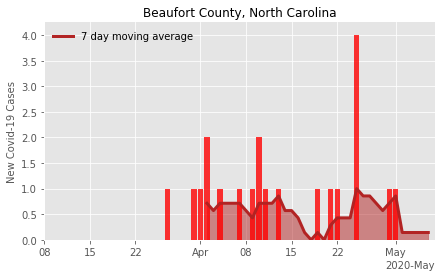 Beaufort County, North Carolina
7 day moving average
New Covid-19 Cases
4.0
3.5
3.0
2.5
2.0
1.5
1.0
0.5
0.0
08 15 22 Apr 08 15 22 May
2020-May